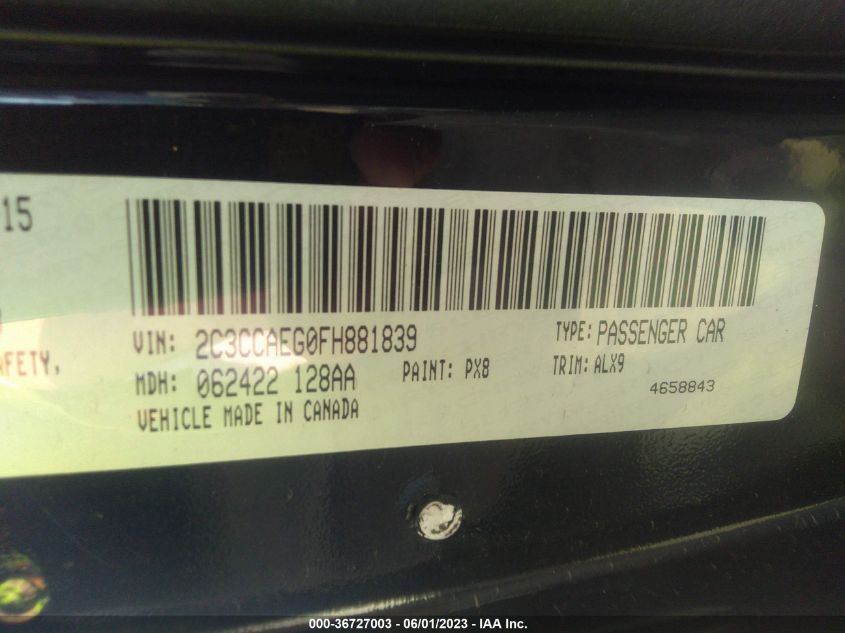 15
VIN: 2C3CCAEG0FH881839
TYPE: PASSENGER CAR
AFETY,
MDH: 062422 128AA
PAINT: PX8
TRIM: ALX9
4658843
VEHICLE MADE IN CANADA
000-36727003 - 06/01/2023 - IAA Inc.